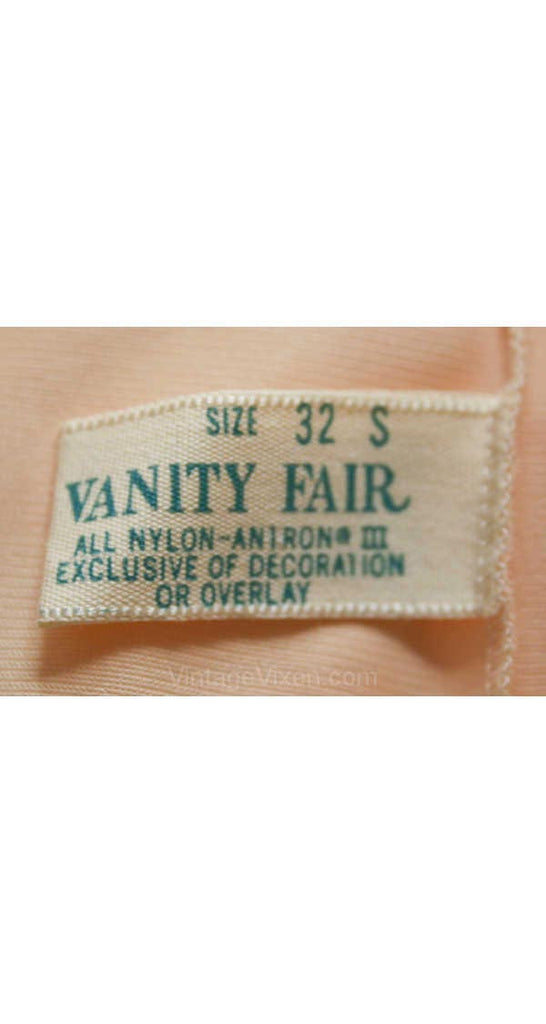 SIZE 32 S
VANITY FAIR
ALL NYLON-ANTRON® III
EXCLUSIVE OF DECORATION
OR OVERLAY
VintageVixen.com